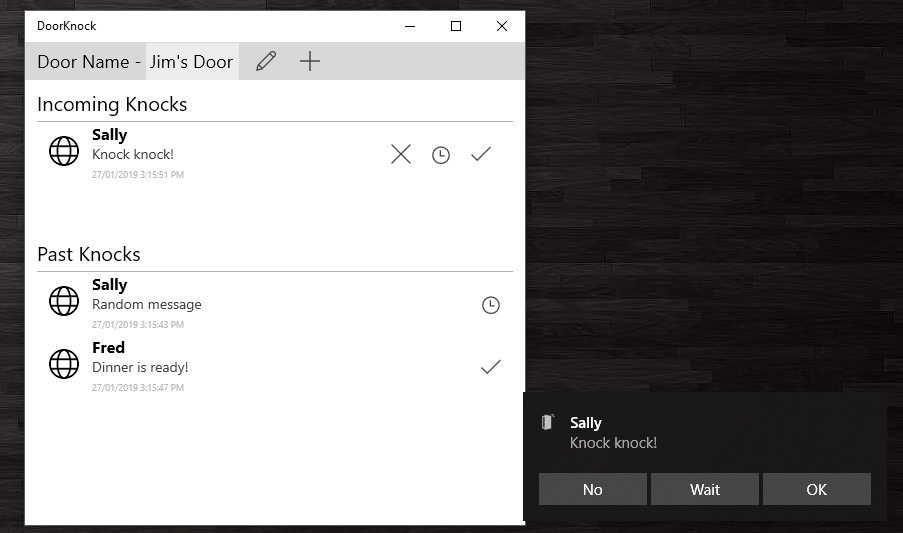 DoorKnock
Door Name - Jim's Door
Incoming Knocks
Sally
Knock knock!
27/01/2019 3:15:51 PM
Past Knocks
Sally
Random message
27/01/2019 3:15:43 PM
Fred
Dinner is ready!
27/01/2019 3:15:47 PM
Sally
Knock knock!
No Wait OK